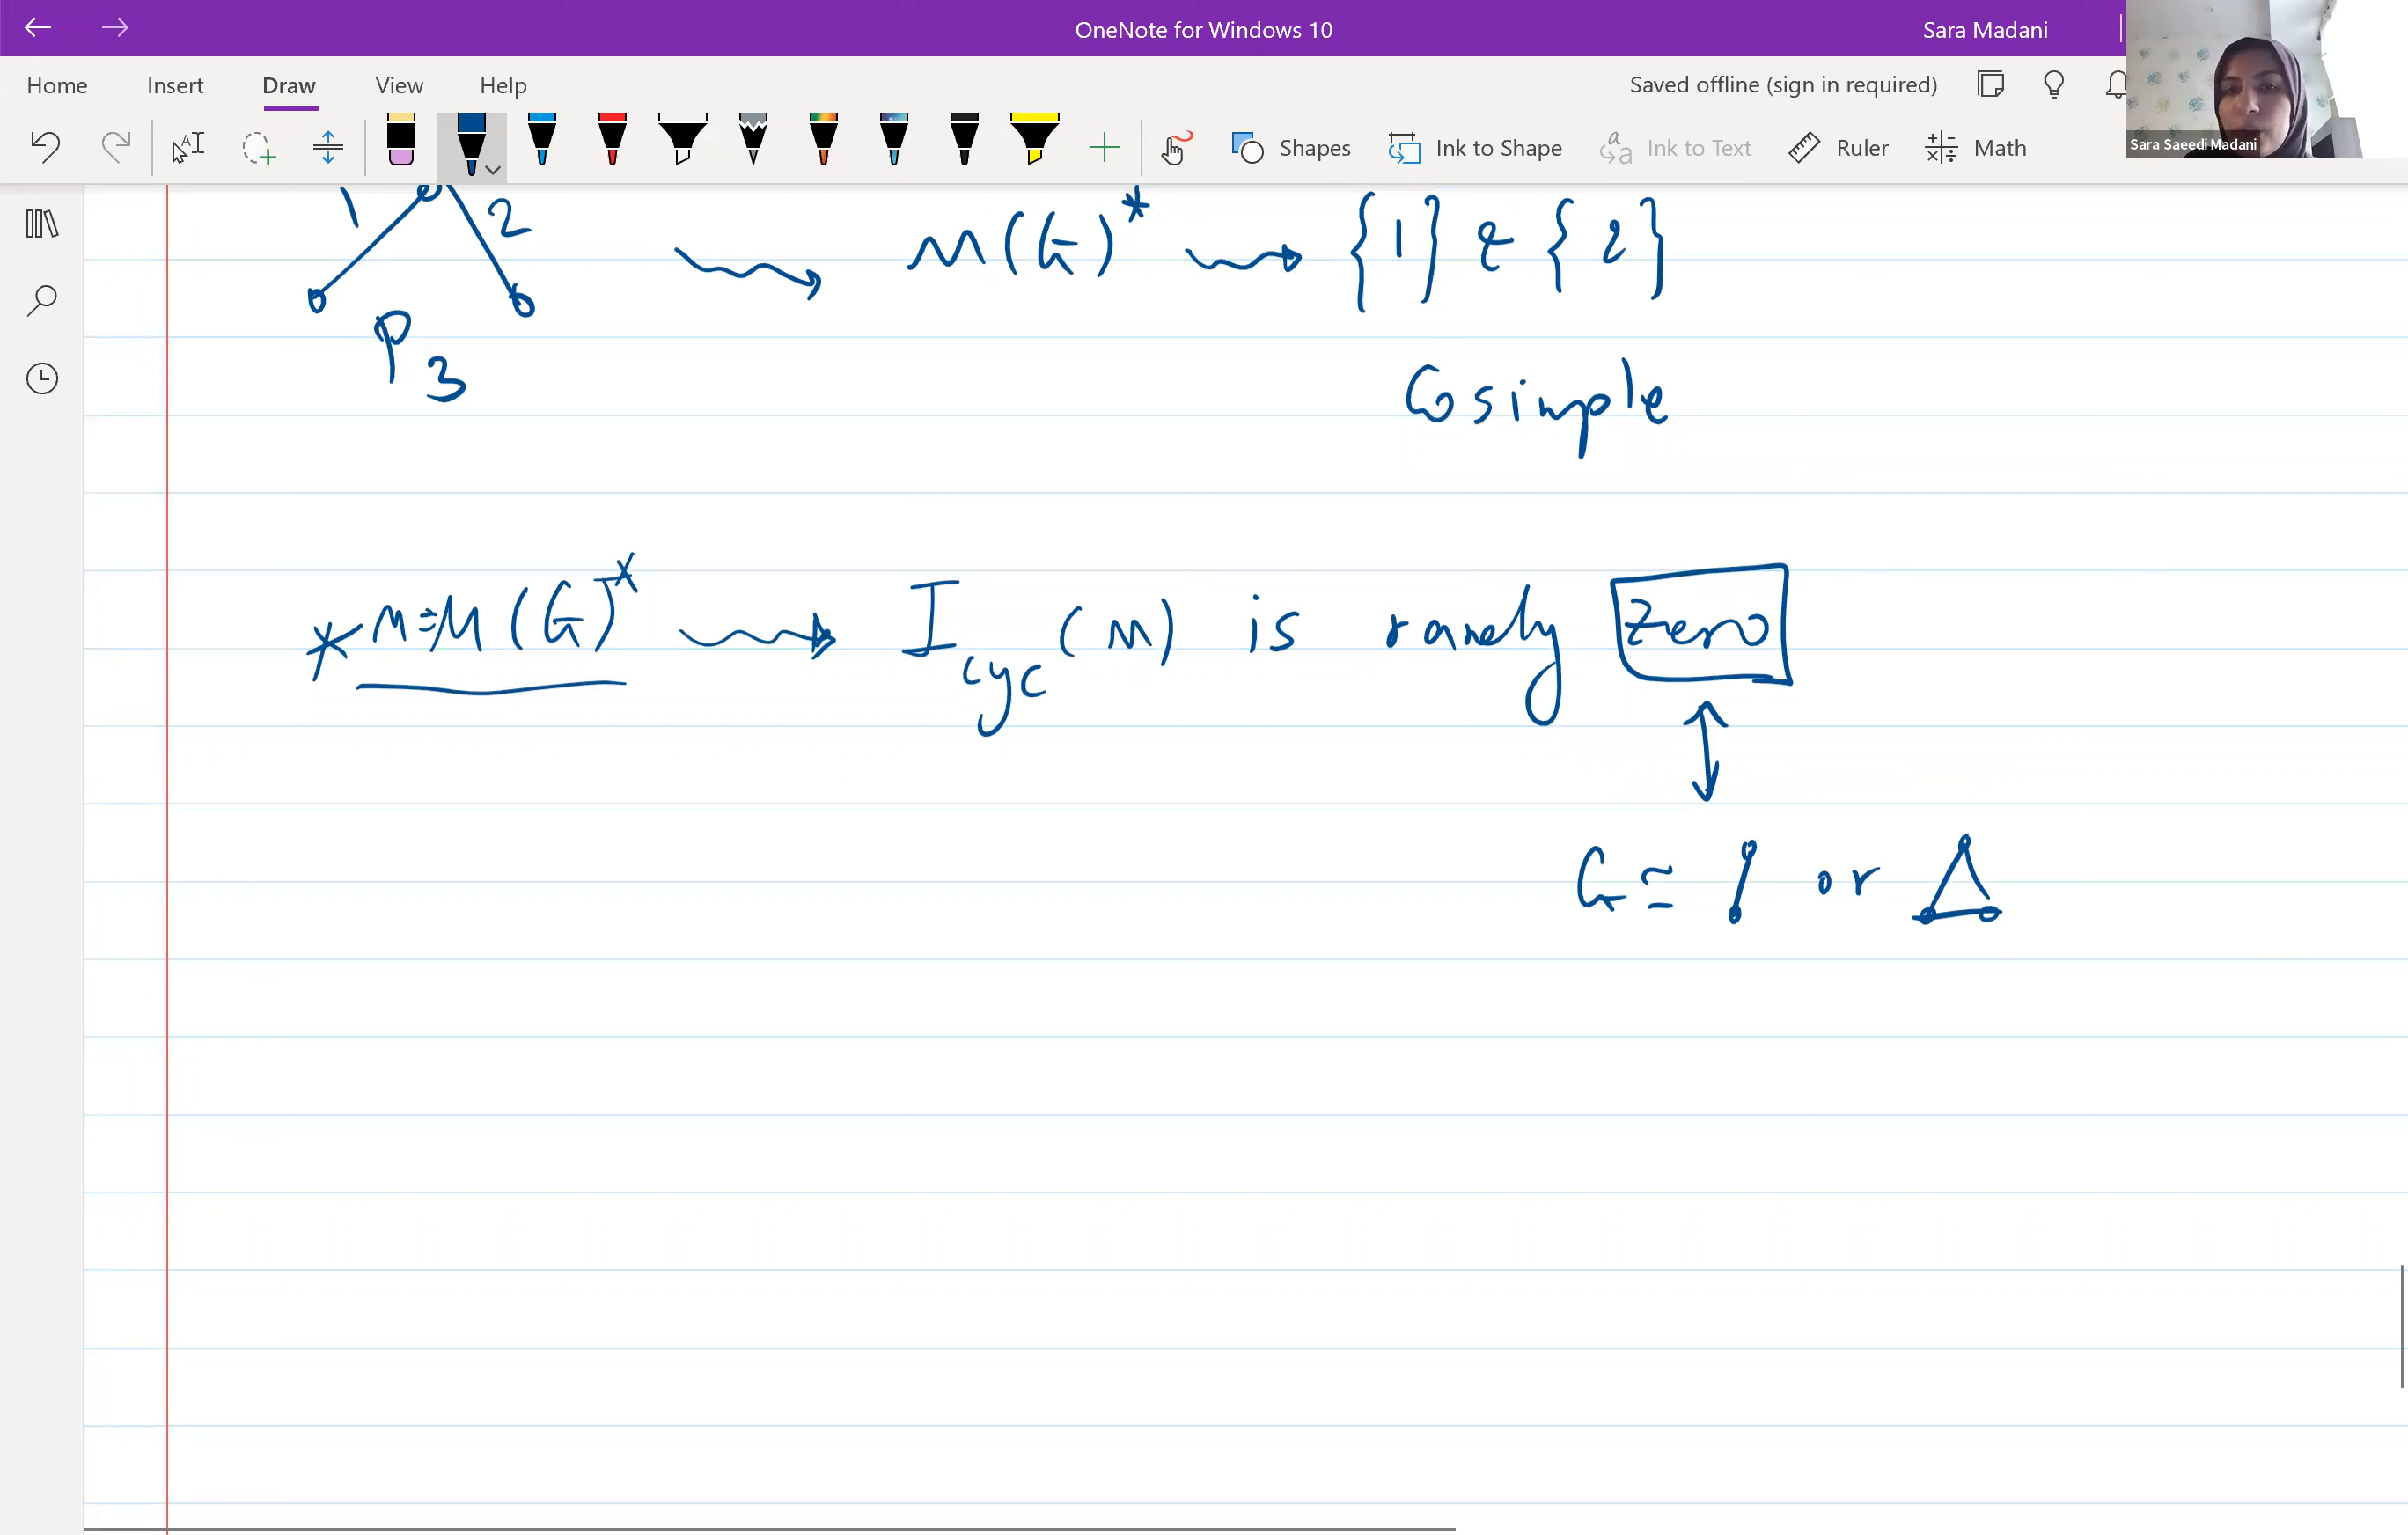 OneNote for Windows 10
Sara Madani
Home Insert Draw View Help
Saved offline (sign in required)
Shapes Ink to Shape Ink to Text Ruler Math
Sara Saeedi Madani
1 2 M(G)* {1} & {2}
P3
Cosimple
* M=M(G)* I_cyc(M) is rarely zero
G ≅ or